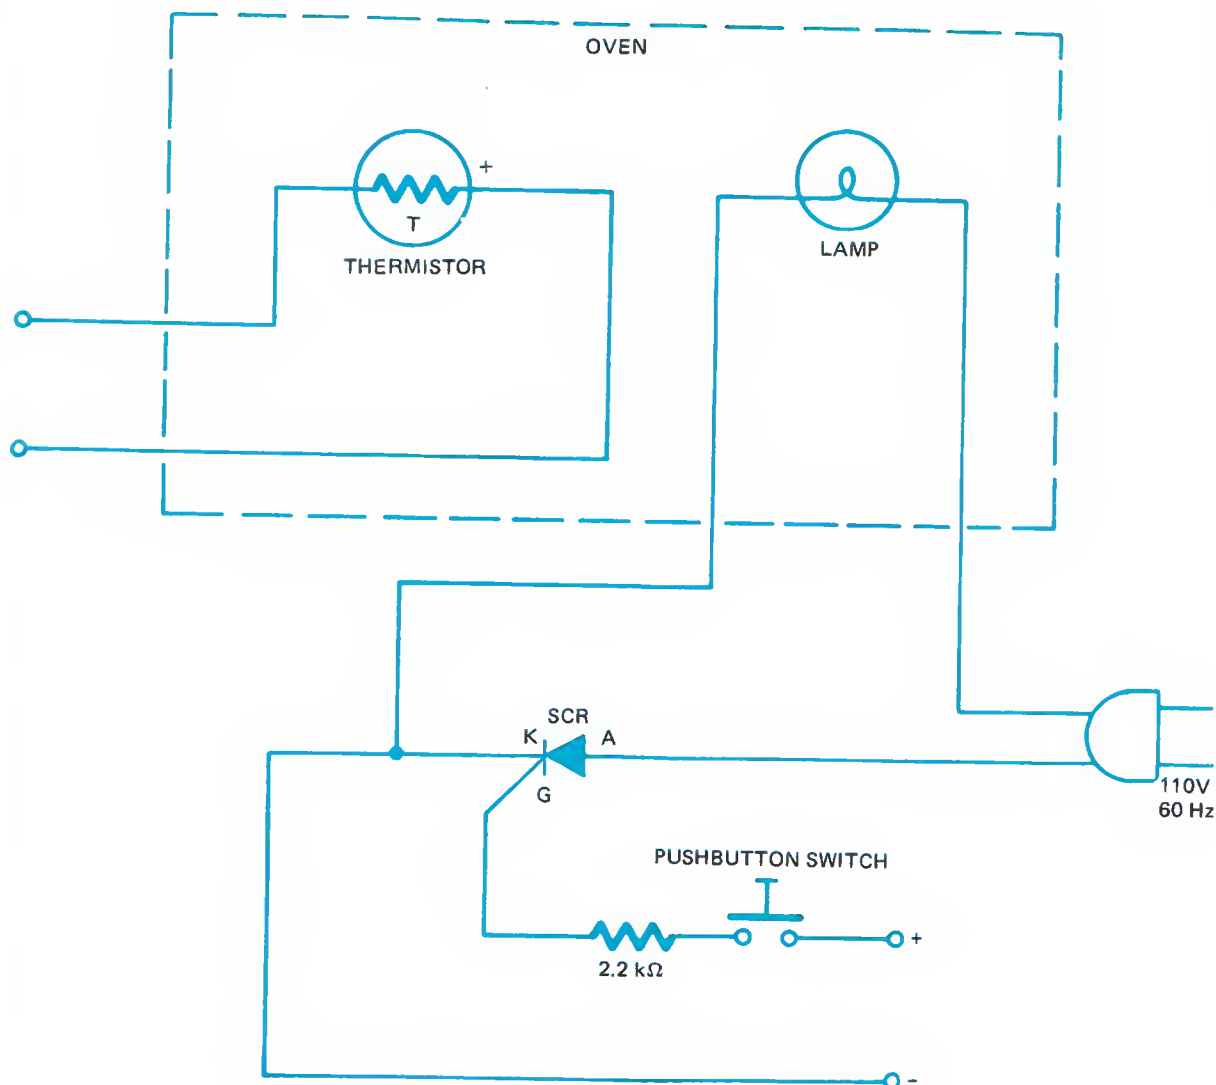 OVEN
+
T
THERMISTOR
LAMP
SCR
K
A
G
110V
60 Hz
PUSHBUTTON SWITCH
+
2.2 kΩ
-